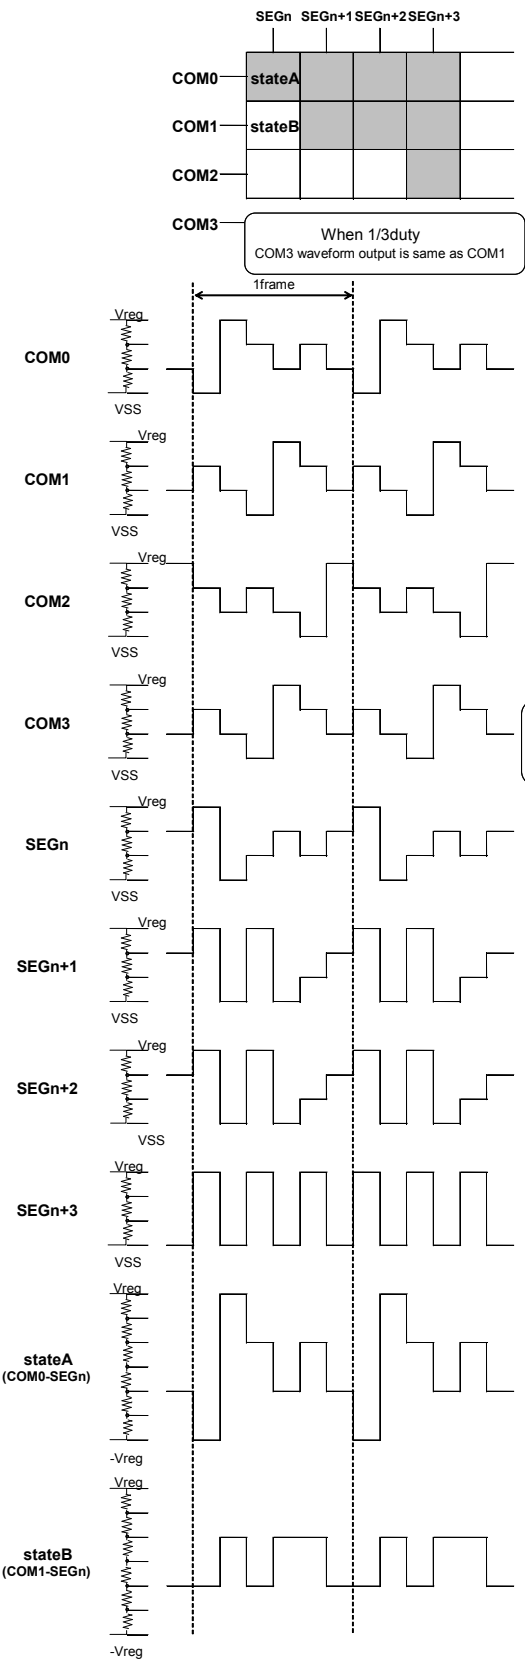 SEGn SEGn+1 SEGn+2 SEGn+3
COM0 stateA
COM1 stateB
COM2
COM3
When 1/3duty
COM3 waveform output is same as COM1
1frame
Vreg
COM0
VSS
Vreg
COM1
VSS
Vreg
COM2
VSS
Vreg
COM3
VSS
Vreg
SEGn
VSS
Vreg
SEGn+1
VSS
Vreg
SEGn+2
VSS
Vreg
SEGn+3
VSS
Vreg
stateA
(COM0-SEGn)
-Vreg
Vreg
stateB
(COM1-SEGn)
-Vreg